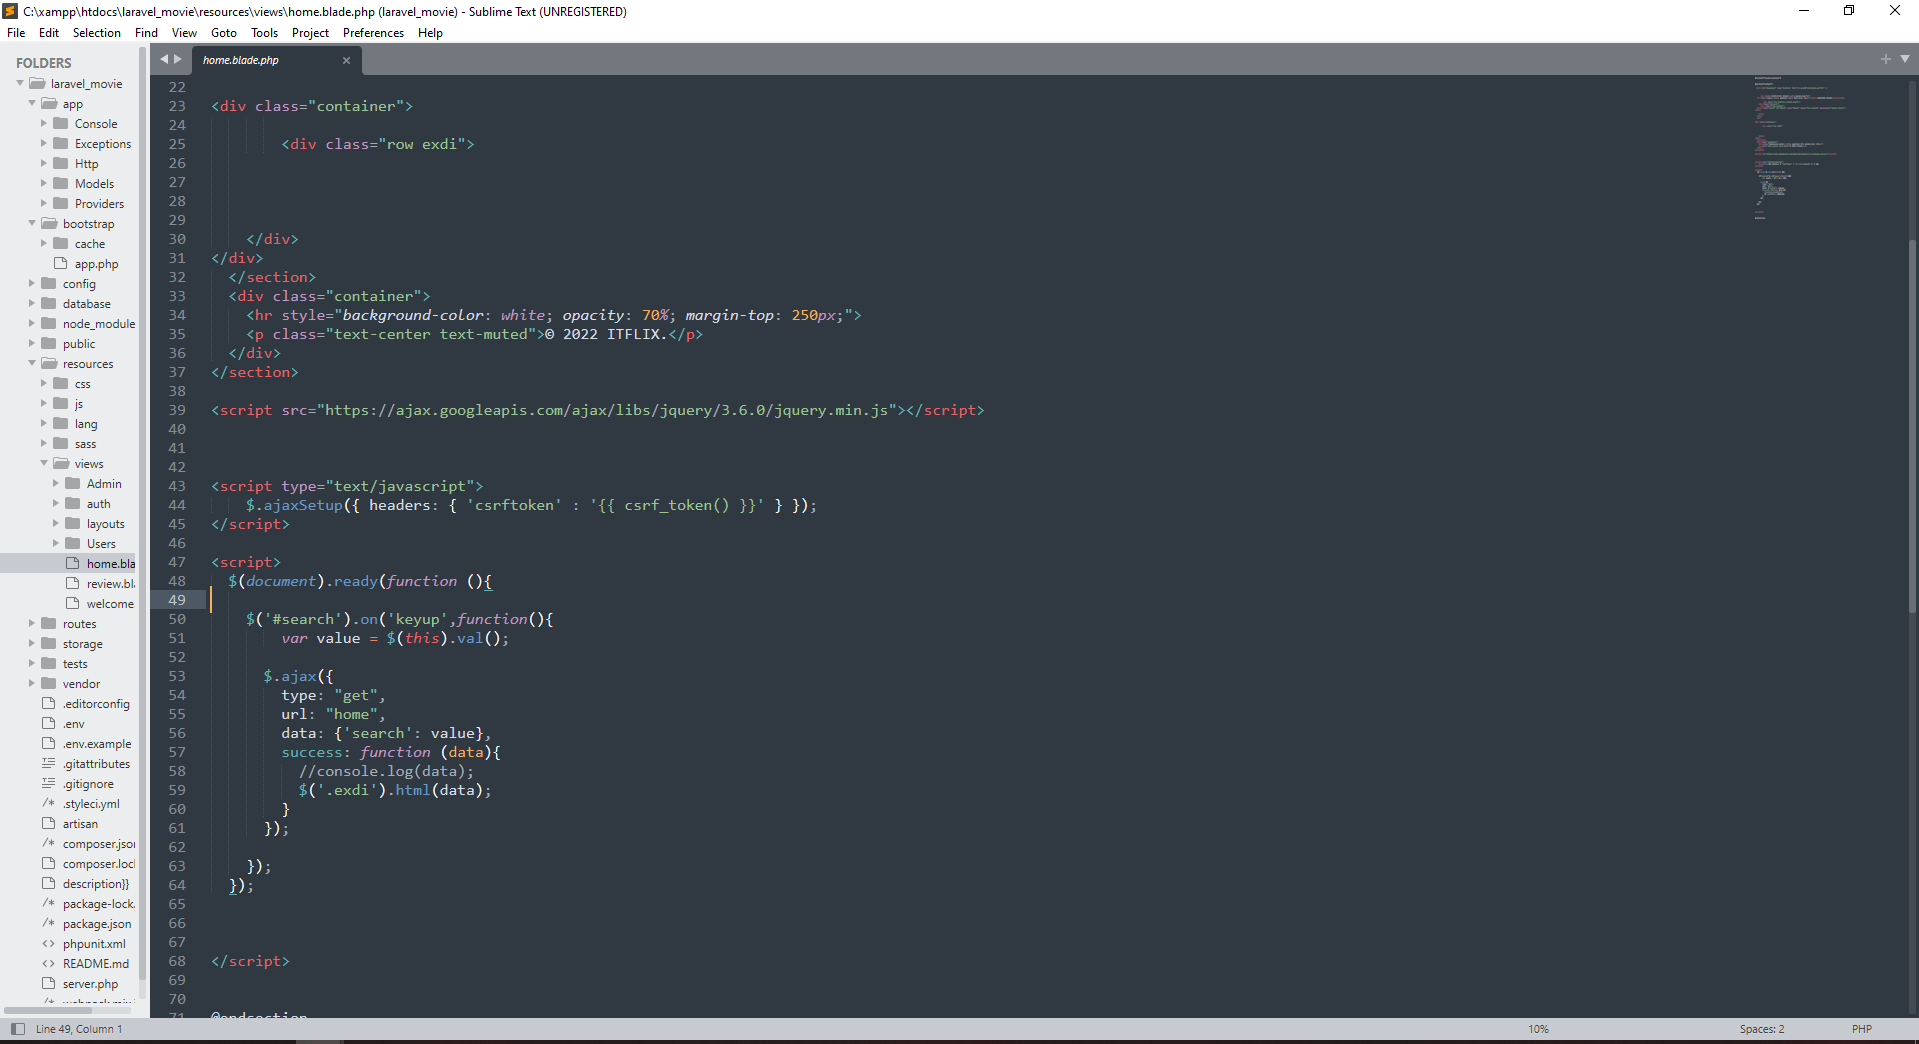 C:\xampp\htdocs\laravel_movie\resources\views\home.blade.php (laravel_movie) - Sublime Text (UNREGISTERED)
File Edit Selection Find View Goto Tools Project Preferences Help
FOLDERS
laravel_movie
app
Console
Exceptions
Http
Models
Providers
bootstrap
cache
app.php
config
database
node_module
public
resources
css
js
lang
sass
views
Admin
auth
layouts
Users
home.bla
review.bl
welcome
routes
storage
tests
vendor
.editorconfig
.env
.env.example
.gitattributes
.gitignore
.styleci.yml
artisan
composer.json
composer.lock
description}}
package-lock.
package.json
phpunit.xml
README.md
server.php
home.blade.php
22
23 <div class="container">
24
25 <div class="row exdi">
26
27
28
29
30 </div>
31 </div>
32 </section>
33 <div class="container">
34 <hr style="background-color: white; opacity: 70%; margin-top: 250px;">
35 <p class="text-center text-muted">© 2022 ITFLIX.</p>
36 </div>
37 </section>
38
39 <script src="https://ajax.googleapis.com/ajax/libs/jquery/3.6.0/jquery.min.js"></script>
40
41
42
43 <script type="text/javascript">
44 $.ajaxSetup({ headers: { 'csrftoken' : '{{ csrf_token() }}' } });
45 </script>
46
47 <script>
48 $(document).ready(function (){
49
50 $('#search').on('keyup',function(){
51 var value = $(this).val();
52
53 $.ajax({
54 type: "get",
55 url: "home",
56 data: {'search': value},
57 success: function (data){
58 //console.log(data);
59 $('.exdi').html(data);
60 }
61 });
62
63 });
64 });
65
66
67
68 </script>
69
70
71 @endsection
Line 49, Column 1
10%
Spaces: 2
PHP